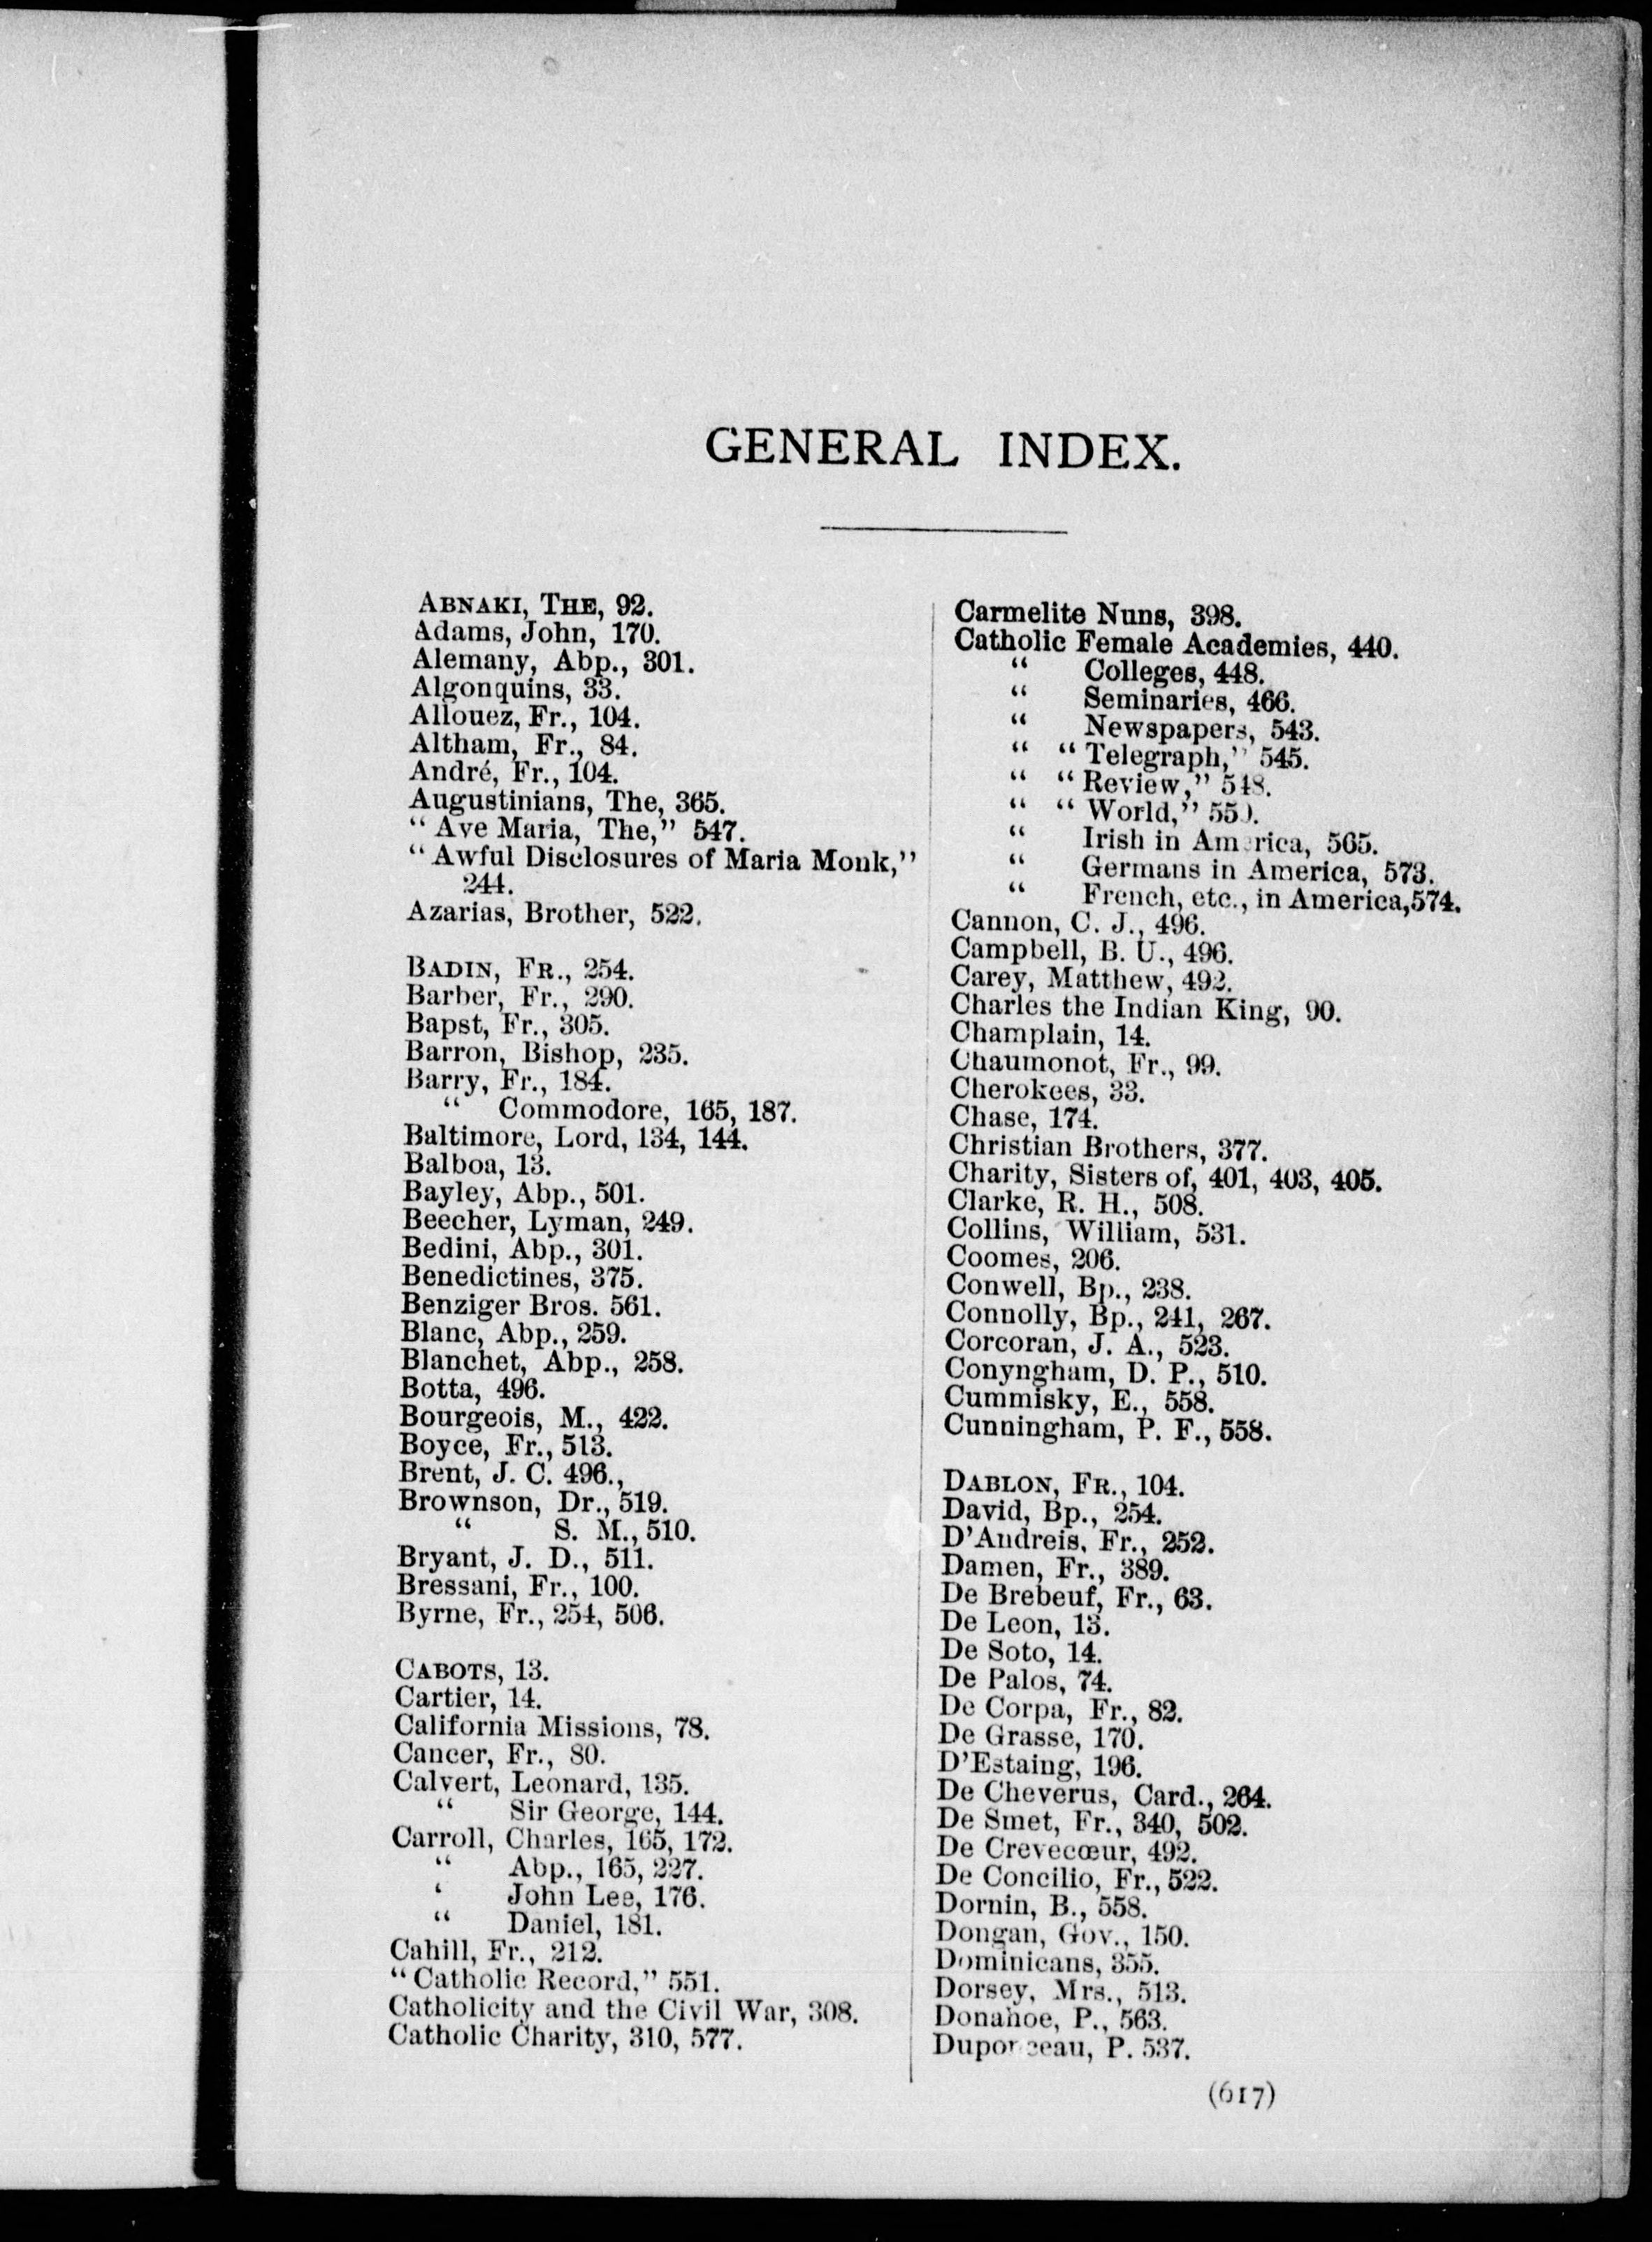 GENERAL INDEX.
ABNAKI, THE, 92.
Adams, John, 170.
Alemany, Abp., 301.
Algonquins, 33.
Allouez, Fr., 104.
Altham, Fr., 84.
André, Fr., 104.
Augustinians, The, 365.
“Ave Maria, The,” 547.
“Awful Disclosures of Maria Monk,”
244.
Azarias, Brother, 522.
BADIN, FR., 254.
Barber, Fr., 290.
Bapst, Fr., 305.
Barron, Bishop, 235.
Barry, Fr., 184.
“ Commodore, 165, 187.
Baltimore, Lord, 134, 144.
Balboa, 13.
Bayley, Abp., 501.
Beecher, Lyman, 249.
Bedini, Abp., 301.
Benedictines, 375.
Benziger Bros. 561.
Blanc, Abp., 259.
Blanchet, Abp., 258.
Botta, 496.
Bourgeois, M., 422.
Boyce, Fr., 513.
Brent, J. C. 496.,
Brownson, Dr., 519.
“ S. M., 510.
Bryant, J. D., 511.
Bressani, Fr., 100.
Byrne, Fr., 254, 506.
CABOTS, 13.
Cartier, 14.
California Missions, 78.
Cancer, Fr., 80.
Calvert, Leonard, 135.
“ Sir George, 144.
Carroll, Charles, 165, 172.
“ Abp., 165, 227.
‘ John Lee, 176.
“ Daniel, 181.
Cahill, Fr., 212.
“Catholic Record,” 551.
Catholicity and the Civil War, 308.
Catholic Charity, 310, 577.
Carmelite Nuns, 398.
Catholic Female Academies, 440.
“ Colleges, 448.
“ Seminaries, 466.
“ Newspapers, 543.
“ “Telegraph,” 545.
“ “Review,” 548.
“ “World,”
“ Irish in America, 565.
“ Germans in America, 573.
“ French, etc., in America,574.
Cannon, C. J., 496.
Campbell, B. U., 496.
Carey, Matthew, 492.
Charles the Indian King, 90.
Champlain, 14.
Chaumonot, Fr., 99.
Cherokees, 33.
Chase, 174.
Christian Brothers, 377.
Charity, Sisters of, 401, 403, 405.
Clarke, R. H., 508.
Collins, William, 531.
Coomes, 206.
Conwell, Bp., 238.
Connolly, Bp., 241, 267.
Corcoran, J. A., 523.
Conyngham, D. P., 510.
Cummisky, E., 558.
Cunningham, P. F., 558.
DABLON, FR., 104.
David, Bp., 254.
D’Andreis, Fr., 252.
Damen, Fr., 389.
De Brebeuf, Fr., 63.
De Leon, 13.
De Soto, 14.
De Palos, 74.
De Corpa, Fr., 82.
De Grasse, 170.
D’Estaing, 196.
De Cheverus, Card., 264.
De Smet, Fr., 340, 502.
De Crevecœur, 492.
De Concilio, Fr., 522.
Dornin, B., 558.
Dongan, Gov., 150.
Dominicans, 355.
Dorsey, Mrs., 513.
Donahoe, P., 563.
Duponceau, P. 537.
(617)